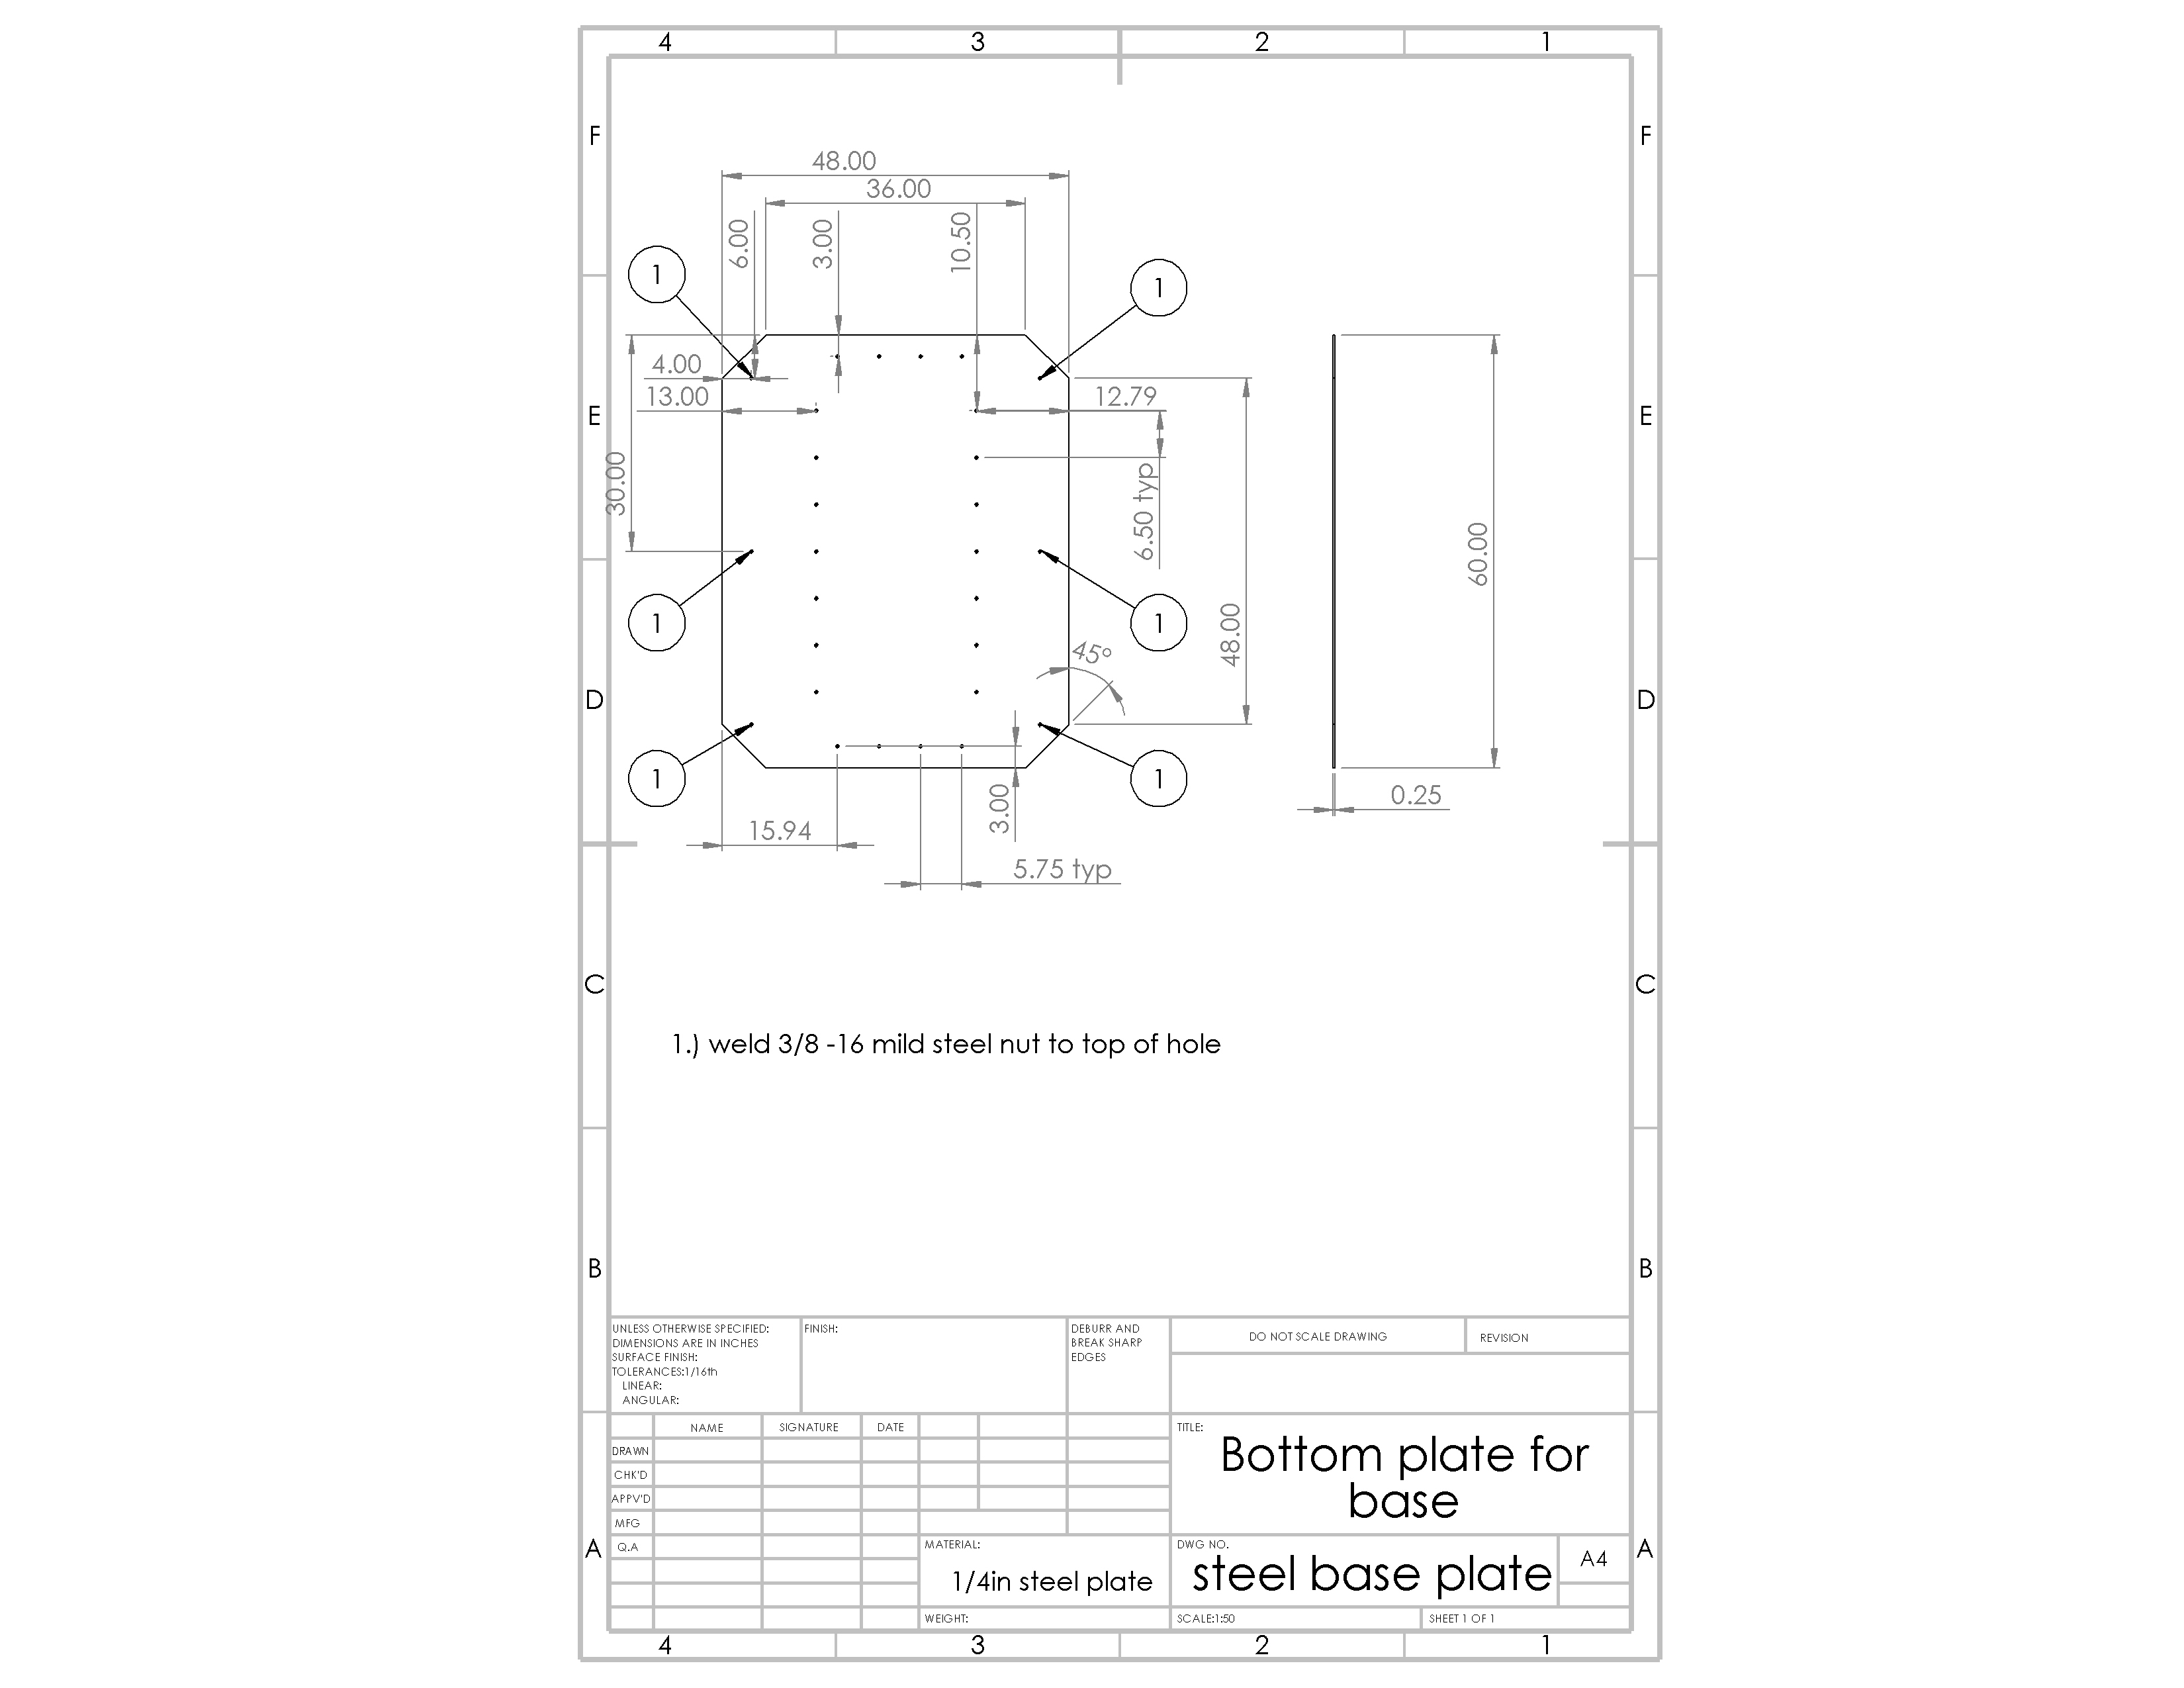 4 3 2 1
F F
48.00
36.00
6.00 3.00 10.50
1 1
4.00
13.00 12.79
E E
30.00
6.50 typ
60.00
1 1
48.00
45°
D D
1 1
3.00
0.25
15.94
5.75 typ
C C
1.) weld 3/8 -16 mild steel nut to top of hole
B B
UNLESS OTHERWISE SPECIFIED:
DIMENSIONS ARE IN INCHES
SURFACE FINISH:
TOLERANCES:1/16th
LINEAR:
ANGULAR:
FINISH:
DEBURR AND
BREAK SHARP
EDGES
DO NOT SCALE DRAWING
REVISION
NAME SIGNATURE DATE
DRAWN
CHK'D
APPV'D
MFG
Q.A
TITLE:
Bottom plate for
base
MATERIAL:
1/4in steel plate
DWG NO.
steel base plate
A4
A A
WEIGHT:
SCALE:1:50
SHEET 1 OF 1
4 3 2 1